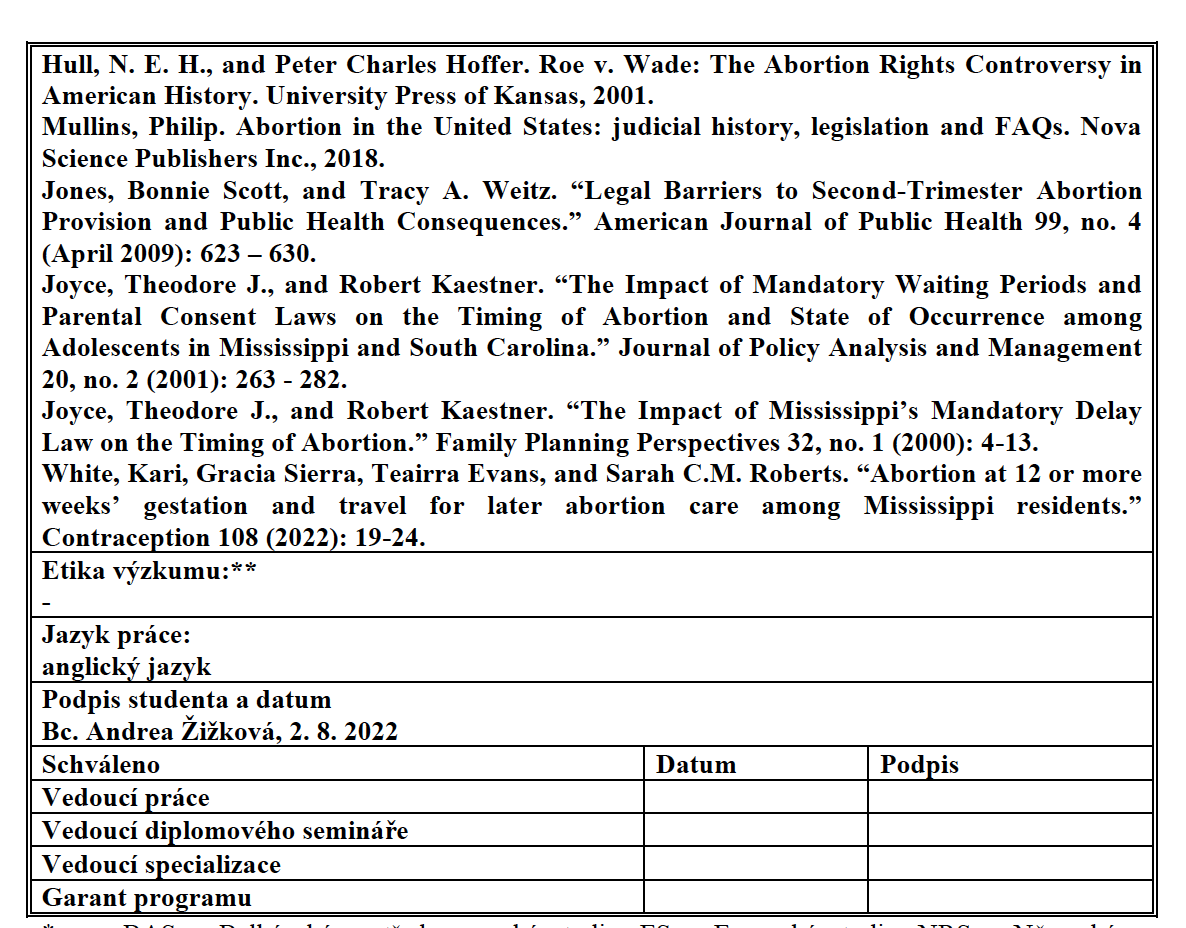 Hull, N. E. H., and Peter Charles Hoffer. Roe v. Wade: The Abortion Rights Controversy in
American History. University Press of Kansas, 2001.
Mullins, Philip. Abortion in the United States: judicial history, legislation and FAQs. Nova
Science Publishers Inc., 2018.
Jones, Bonnie Scott, and Tracy A. Weitz. “Legal Barriers to Second-Trimester Abortion
Provision and Public Health Consequences.” American Journal of Public Health 99, no. 4
(April 2009): 623 – 630.
Joyce, Theodore J., and Robert Kaestner. “The Impact of Mandatory Waiting Periods and
Parental Consent Laws on the Timing of Abortion and State of Occurrence among
Adolescents in Mississippi and South Carolina.” Journal of Policy Analysis and Management
20, no. 2 (2001): 263 - 282.
Joyce, Theodore J., and Robert Kaestner. “The Impact of Mississippi’s Mandatory Delay
Law on the Timing of Abortion.” Family Planning Perspectives 32, no. 1 (2000): 4-13.
White, Kari, Gracia Sierra, Teairra Evans, and Sarah C.M. Roberts. “Abortion at 12 or more
weeks’ gestation and travel for later abortion care among Mississippi residents.”
Contraception 108 (2022): 19-24.
Etika výzkumu:**
-
Jazyk práce:
anglický jazyk
Podpis studenta a datum
Bc. Andrea Žižková, 2. 8. 2022
Schváleno Datum Podpis
Vedoucí práce
Vedoucí diplomového semináře
Vedoucí specializace
Garant programu